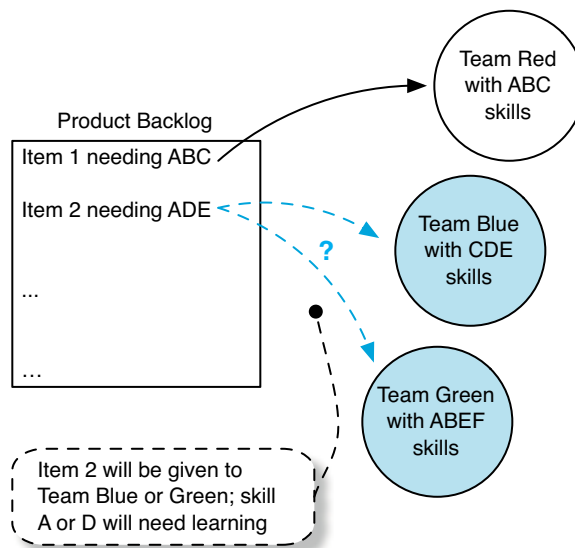 Team Red
with ABC
skills
Product Backlog
Item 1 needing ABC
Item 2 needing ADE
...
...
?
Team Blue
with CDE
skills
Team Green
with ABEF
skills
Item 2 will be given to
Team Blue or Green; skill
A or D will need learning